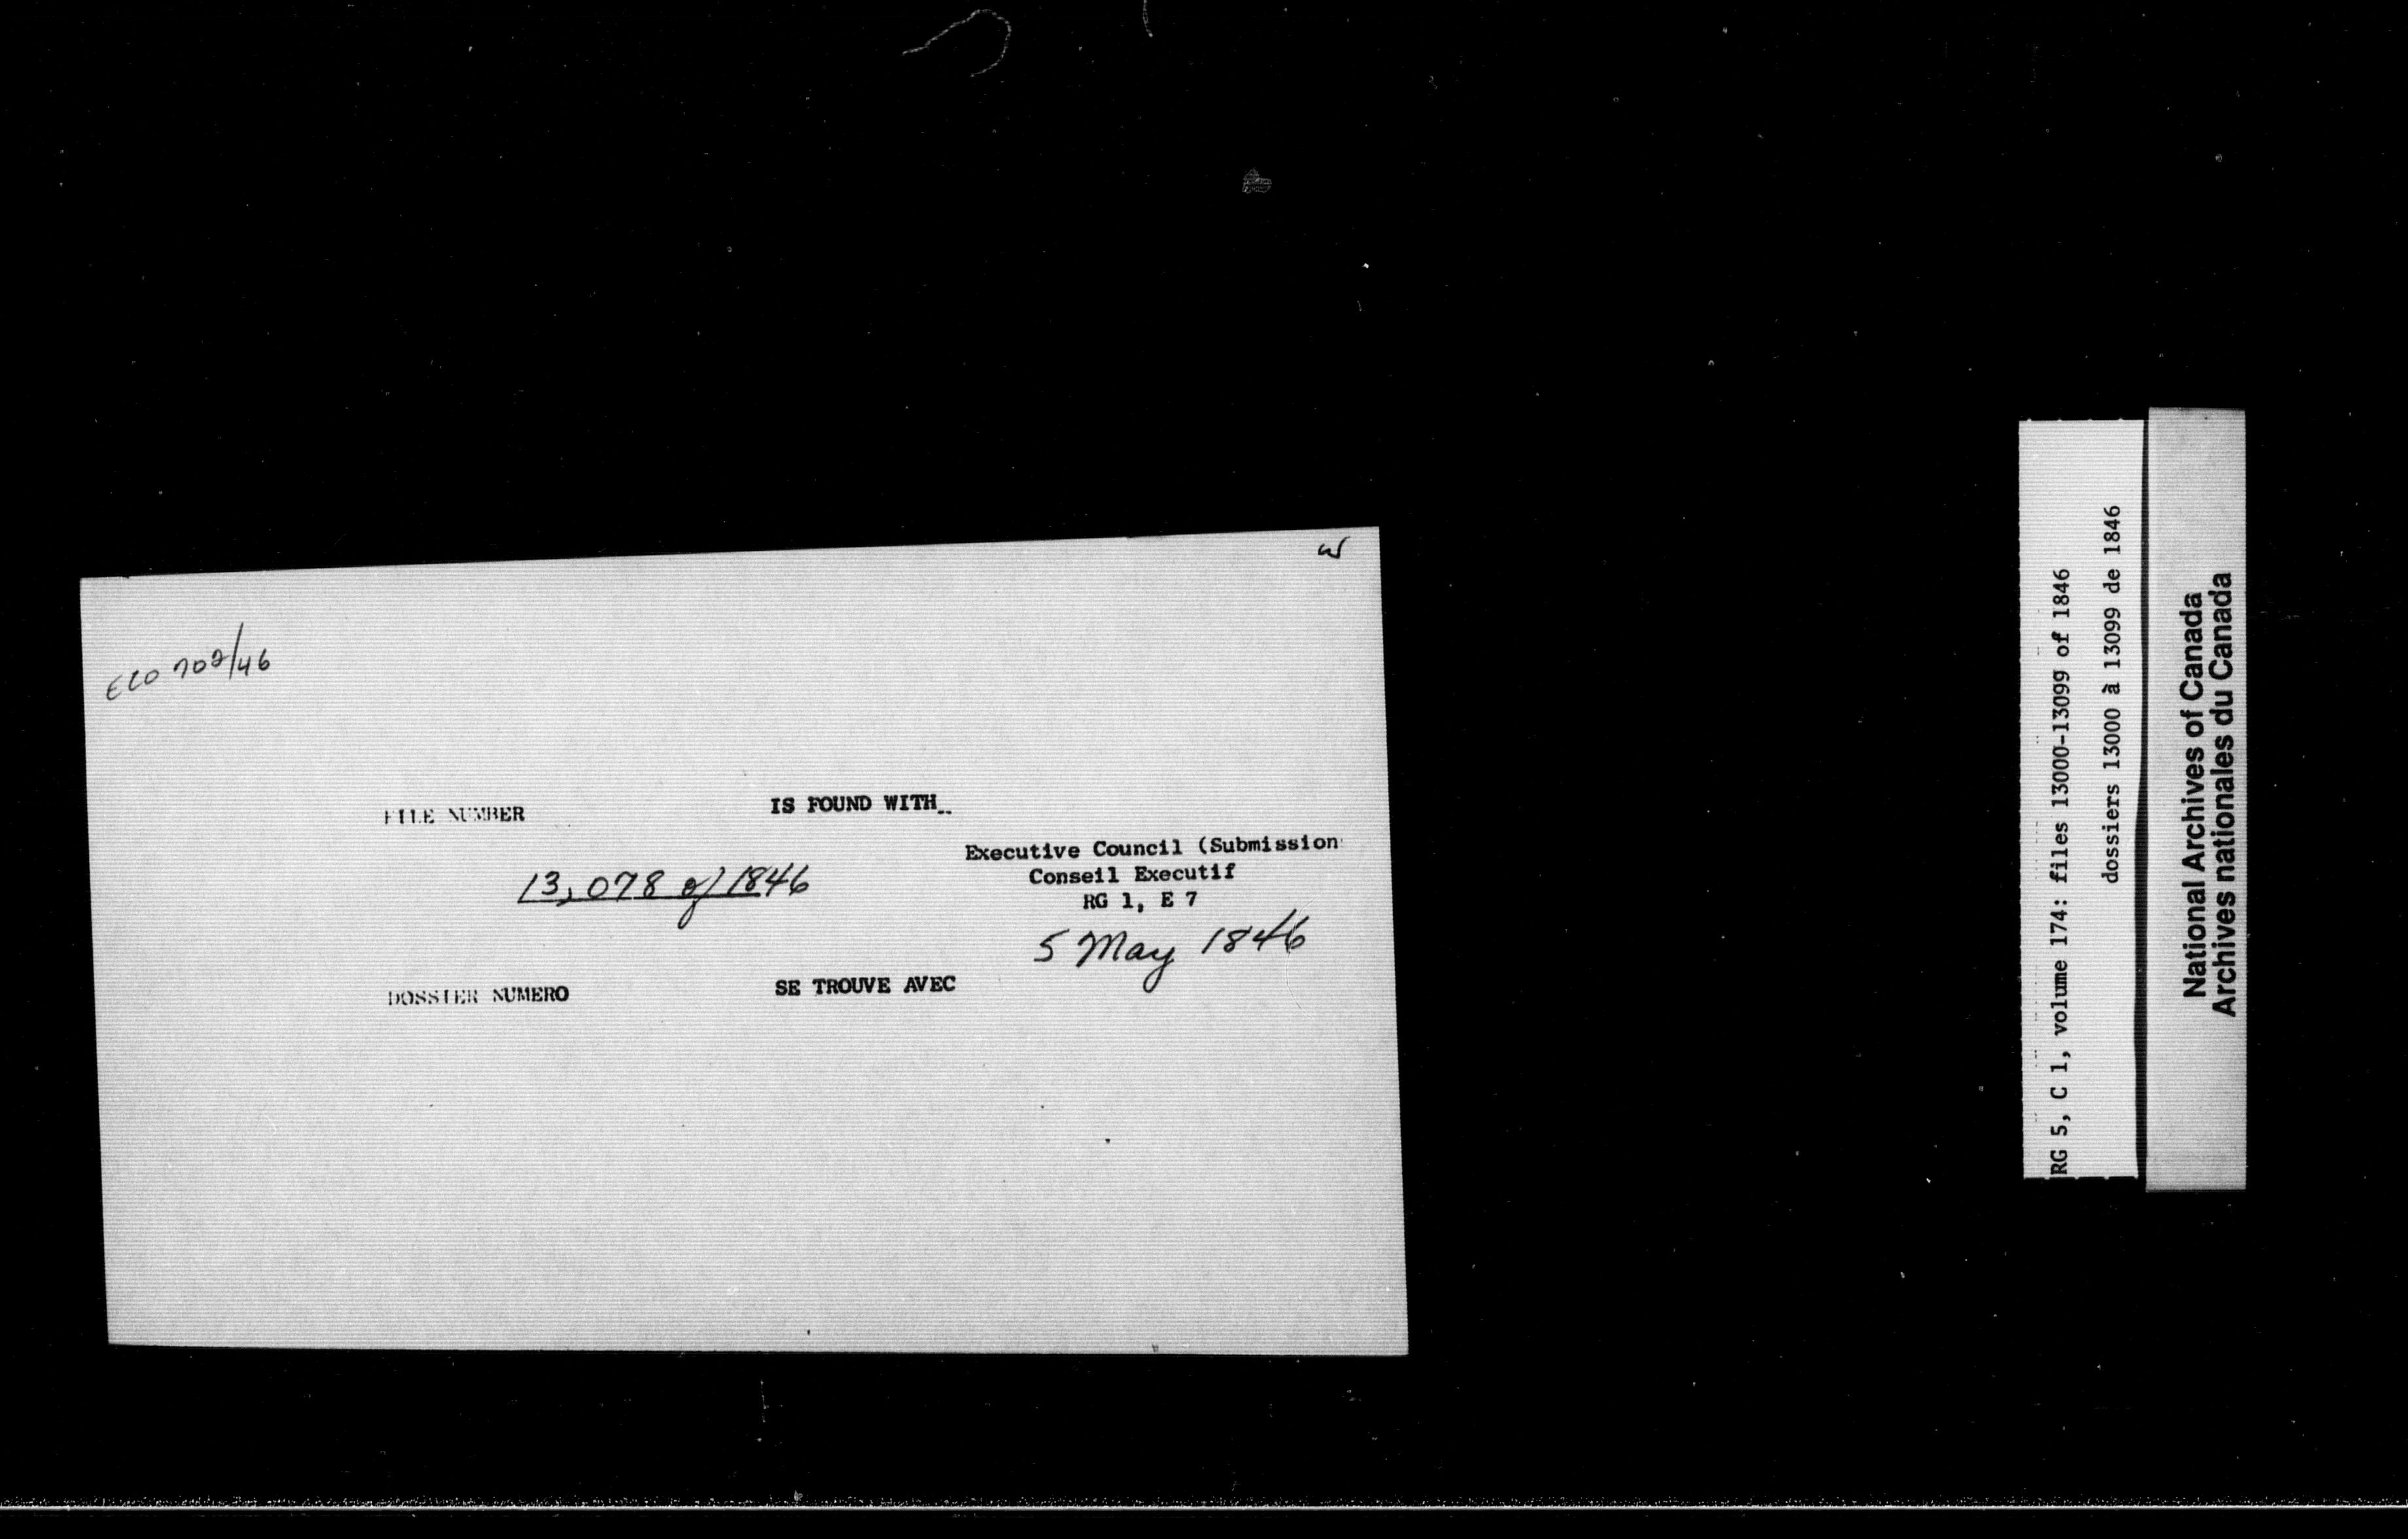 ECO 702/46
FILE NUMBER
IS FOUND WITH
Executive Council (Submission
Conseil Executif
RG 1, E 7
13,078 of 1846
5 May 1846
DOSSIER NUMERO
SE TROUVE AVEC
RG 5, C 1, volume 174: files 13000-13099 of 1846
dossiers 13000 à 13099 de 1846
National Archives of Canada
Archives nationales du Canada